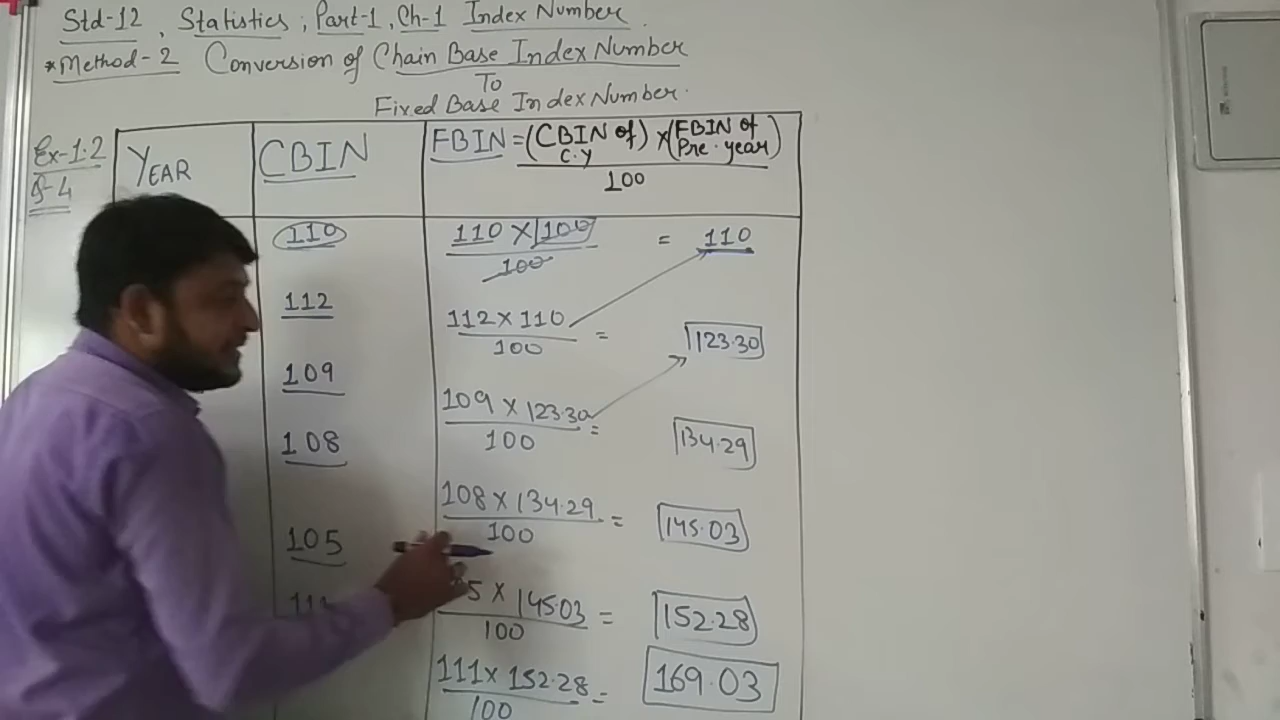 Std-12, Statistics, Part-1, Ch-1 Index Number.
*Method-2 Conversion of Chain Base Index Number
To
Fixed Base Index Number.
Ex-1.2
Q-4
YEAR CBIN FBIN = (CBIN of C.Y) × (FBIN of Pre. year)
100
110 110 × 100 = 110
100
112 112 × 110 = 123.30
100
109 109 × 123.30 = 134.29
100
108 108 × 134.29 = 145.03
100
105 5 × 145.03 = 152.28
100
111 × 152.28 = 169.03
100